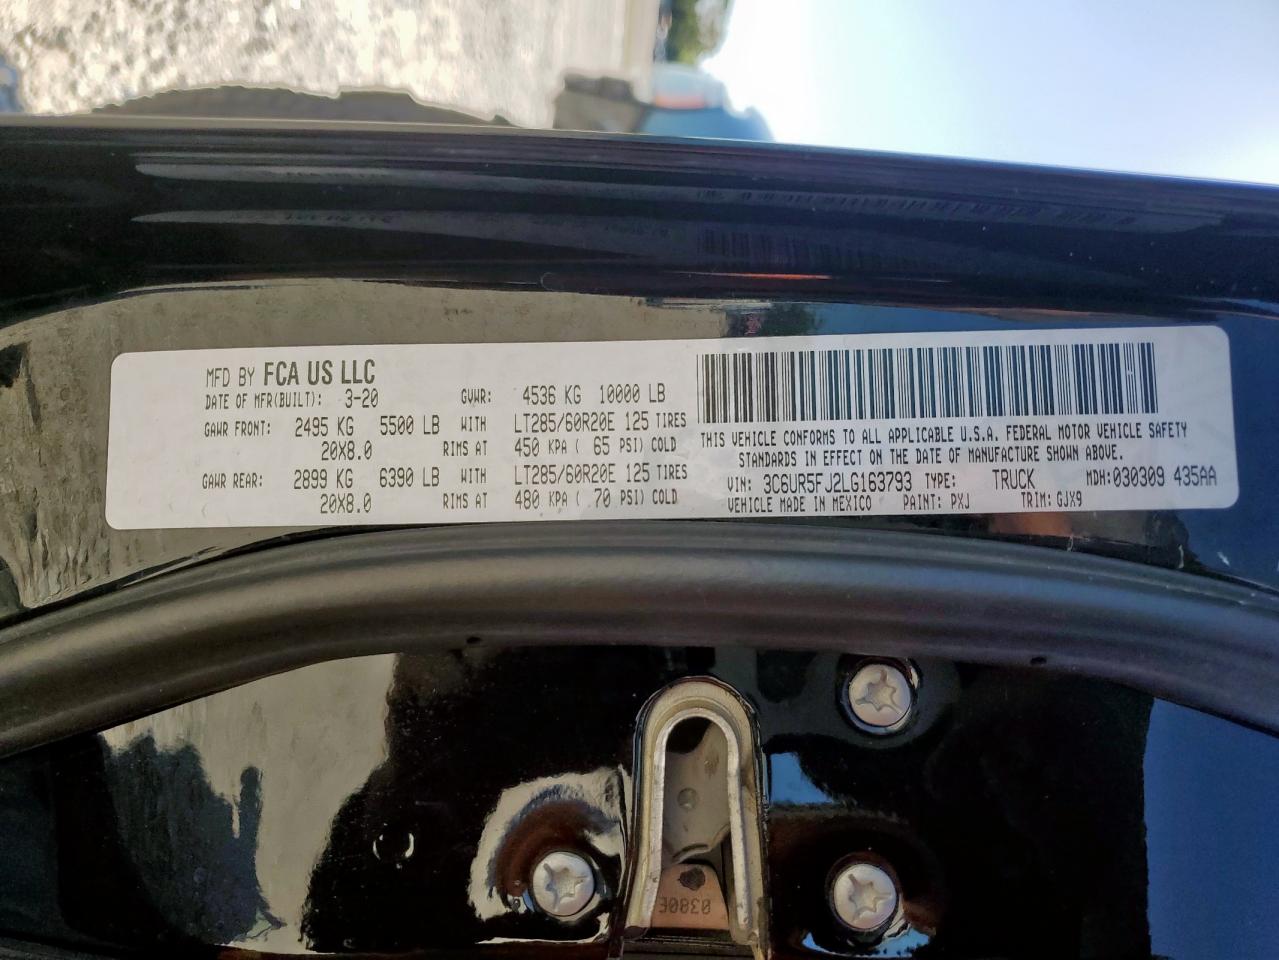 MFD BY FCA US LLC
DATE OF MFR(BUILT): 3-20 GVWR: 4536 KG 10000 LB
GAWR FRONT: 2495 KG 5500 LB WITH LT285/60R20E 125 TIRES
20X8.0 RIMS AT 450 KPA ( 65 PSI) COLD
GAWR REAR: 2899 KG 6390 LB WITH LT285/60R20E 125 TIRES
20X8.0 RIMS AT 480 KPA ( 70 PSI) COLD
THIS VEHICLE CONFORMS TO ALL APPLICABLE U.S.A. FEDERAL MOTOR VEHICLE SAFETY
STANDARDS IN EFFECT ON THE DATE OF MANUFACTURE SHOWN ABOVE.
VIN: 3C6UR5FJ2LG163793 TYPE: TRUCK MDH: 030309 435AA
VEHICLE MADE IN MEXICO PAINT: PXJ TRIM: GJX9
0380E